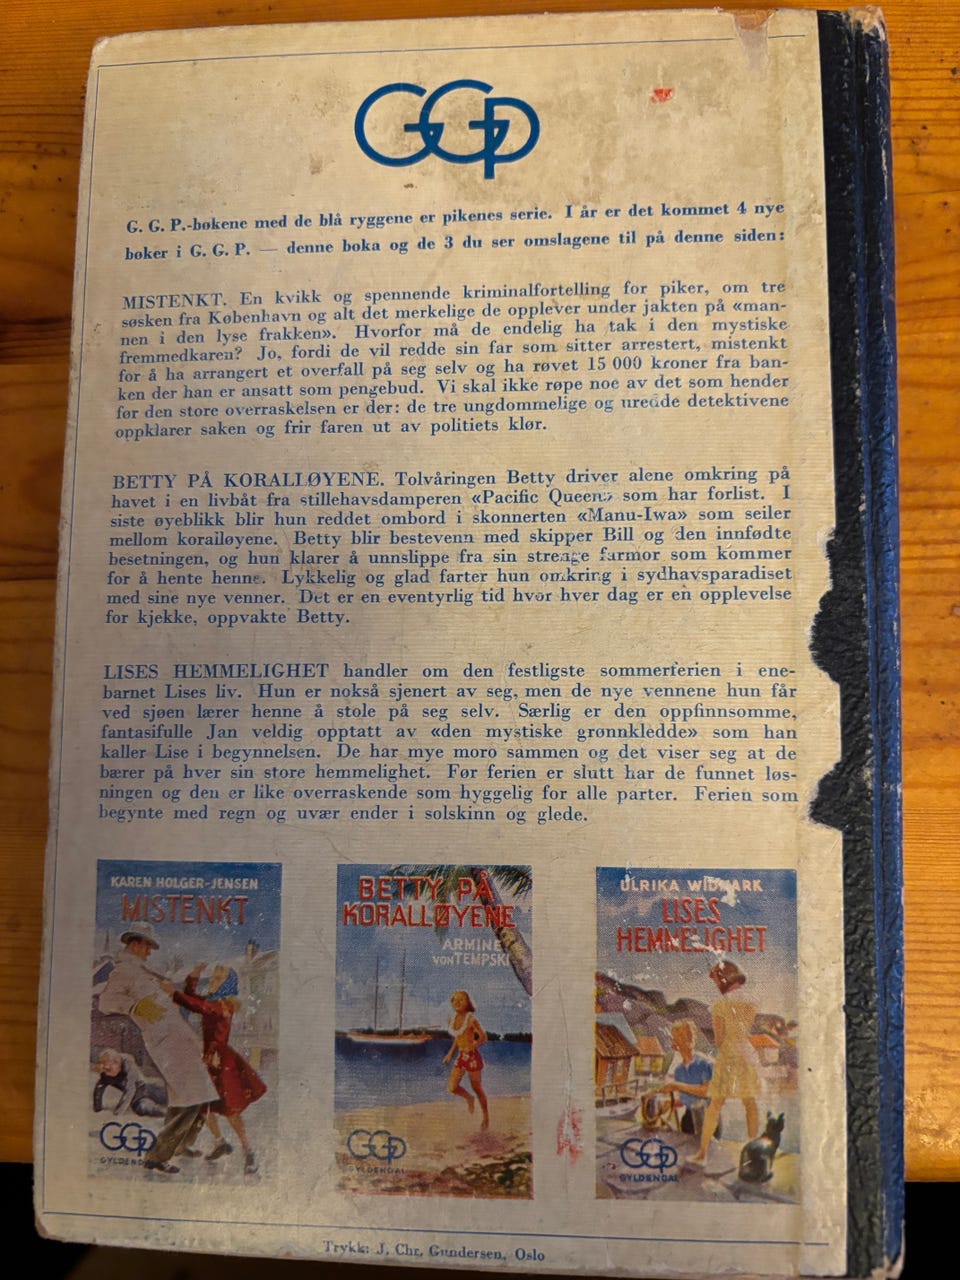 GGP
G. G. P.-bøkene med de blå ryggene er pikenes serie. I år er det kommet 4 nye
bøker i G. G. P. — denne boka og de 3 du ser omslagene til på denne siden:
MISTENKT. En kvikk og spennende kriminalfortelling for piker, om tre
søsken fra København og alt det merkelige de opplever under jakten på «man-
nen i den lyse frakken». Hvorfor må de endelig ha tak i den mystiske
fremmedkaren? Jo, fordi de vil redde sin far som sitter arrestert, mistenkt
for å ha arrangert et overfall på seg selv og ha røvet 15 000 kroner fra ban-
ken der han er ansatt som pengebud. Vi skal ikke røpe noe av det som hender
før den store overraskelsen er der: de tre ungdommelige og uredde detektivene
oppklarer saken og frir faren ut av politiets klør.
BETTY PÅ KORALLØYENE. Tolvåringen Betty driver alene omkring på
havet i en livbåt fra stillehavsdamperen «Pacific Queen» som har forlist. I
siste øyeblikk blir hun reddet ombord i skonnerten «Manu-Iwa» som seiler
mellom koralløyene. Betty blir bestevenn med skipper Bill og den innfødte
besetningen, og hun klarer å unnslippe fra sin strenge farmor som kommer
for å hente henne. Lykkelig og glad farter hun omkring i sydhavsparadiset
med sine nye venner. Det er en eventyrlig tid hvor hver dag er en opplevelse
for kjekke, oppvakte Betty.
LISES HEMMELIGHET handler om den festligste sommerferien i ene-
barnet Lises liv. Hun er nokså sjenert av seg, men de nye vennene hun får
ved sjøen lærer henne å stole på seg selv. Særlig er den oppfinnsomme,
fantasifulle Jan veldig opptatt av «den mystiske grønnkledde» som han
kaller Lise i begynnelsen. De har mye moro sammen og det viser seg at de
bærer på hver sin store hemmelighet. Før ferien er slutt har de funnet løs-
ningen og den er like overraskende som hyggelig for alle parter. Ferien som
begynte med regn og uvær ender i solskinn og glede.
KAREN HOLGER-JENSEN
MISTENKT
GGP
GYLDENDAL
BETTY PÅ
KORALLØYENE
ARMINE
VON TEMPSKI
GGP
GYLDENDAL
ULRIKA WIDMARK
LISES
HEMMELIGHET
GGP
GYLDENDAL
Trykk: J. Chr. Gundersen, Oslo